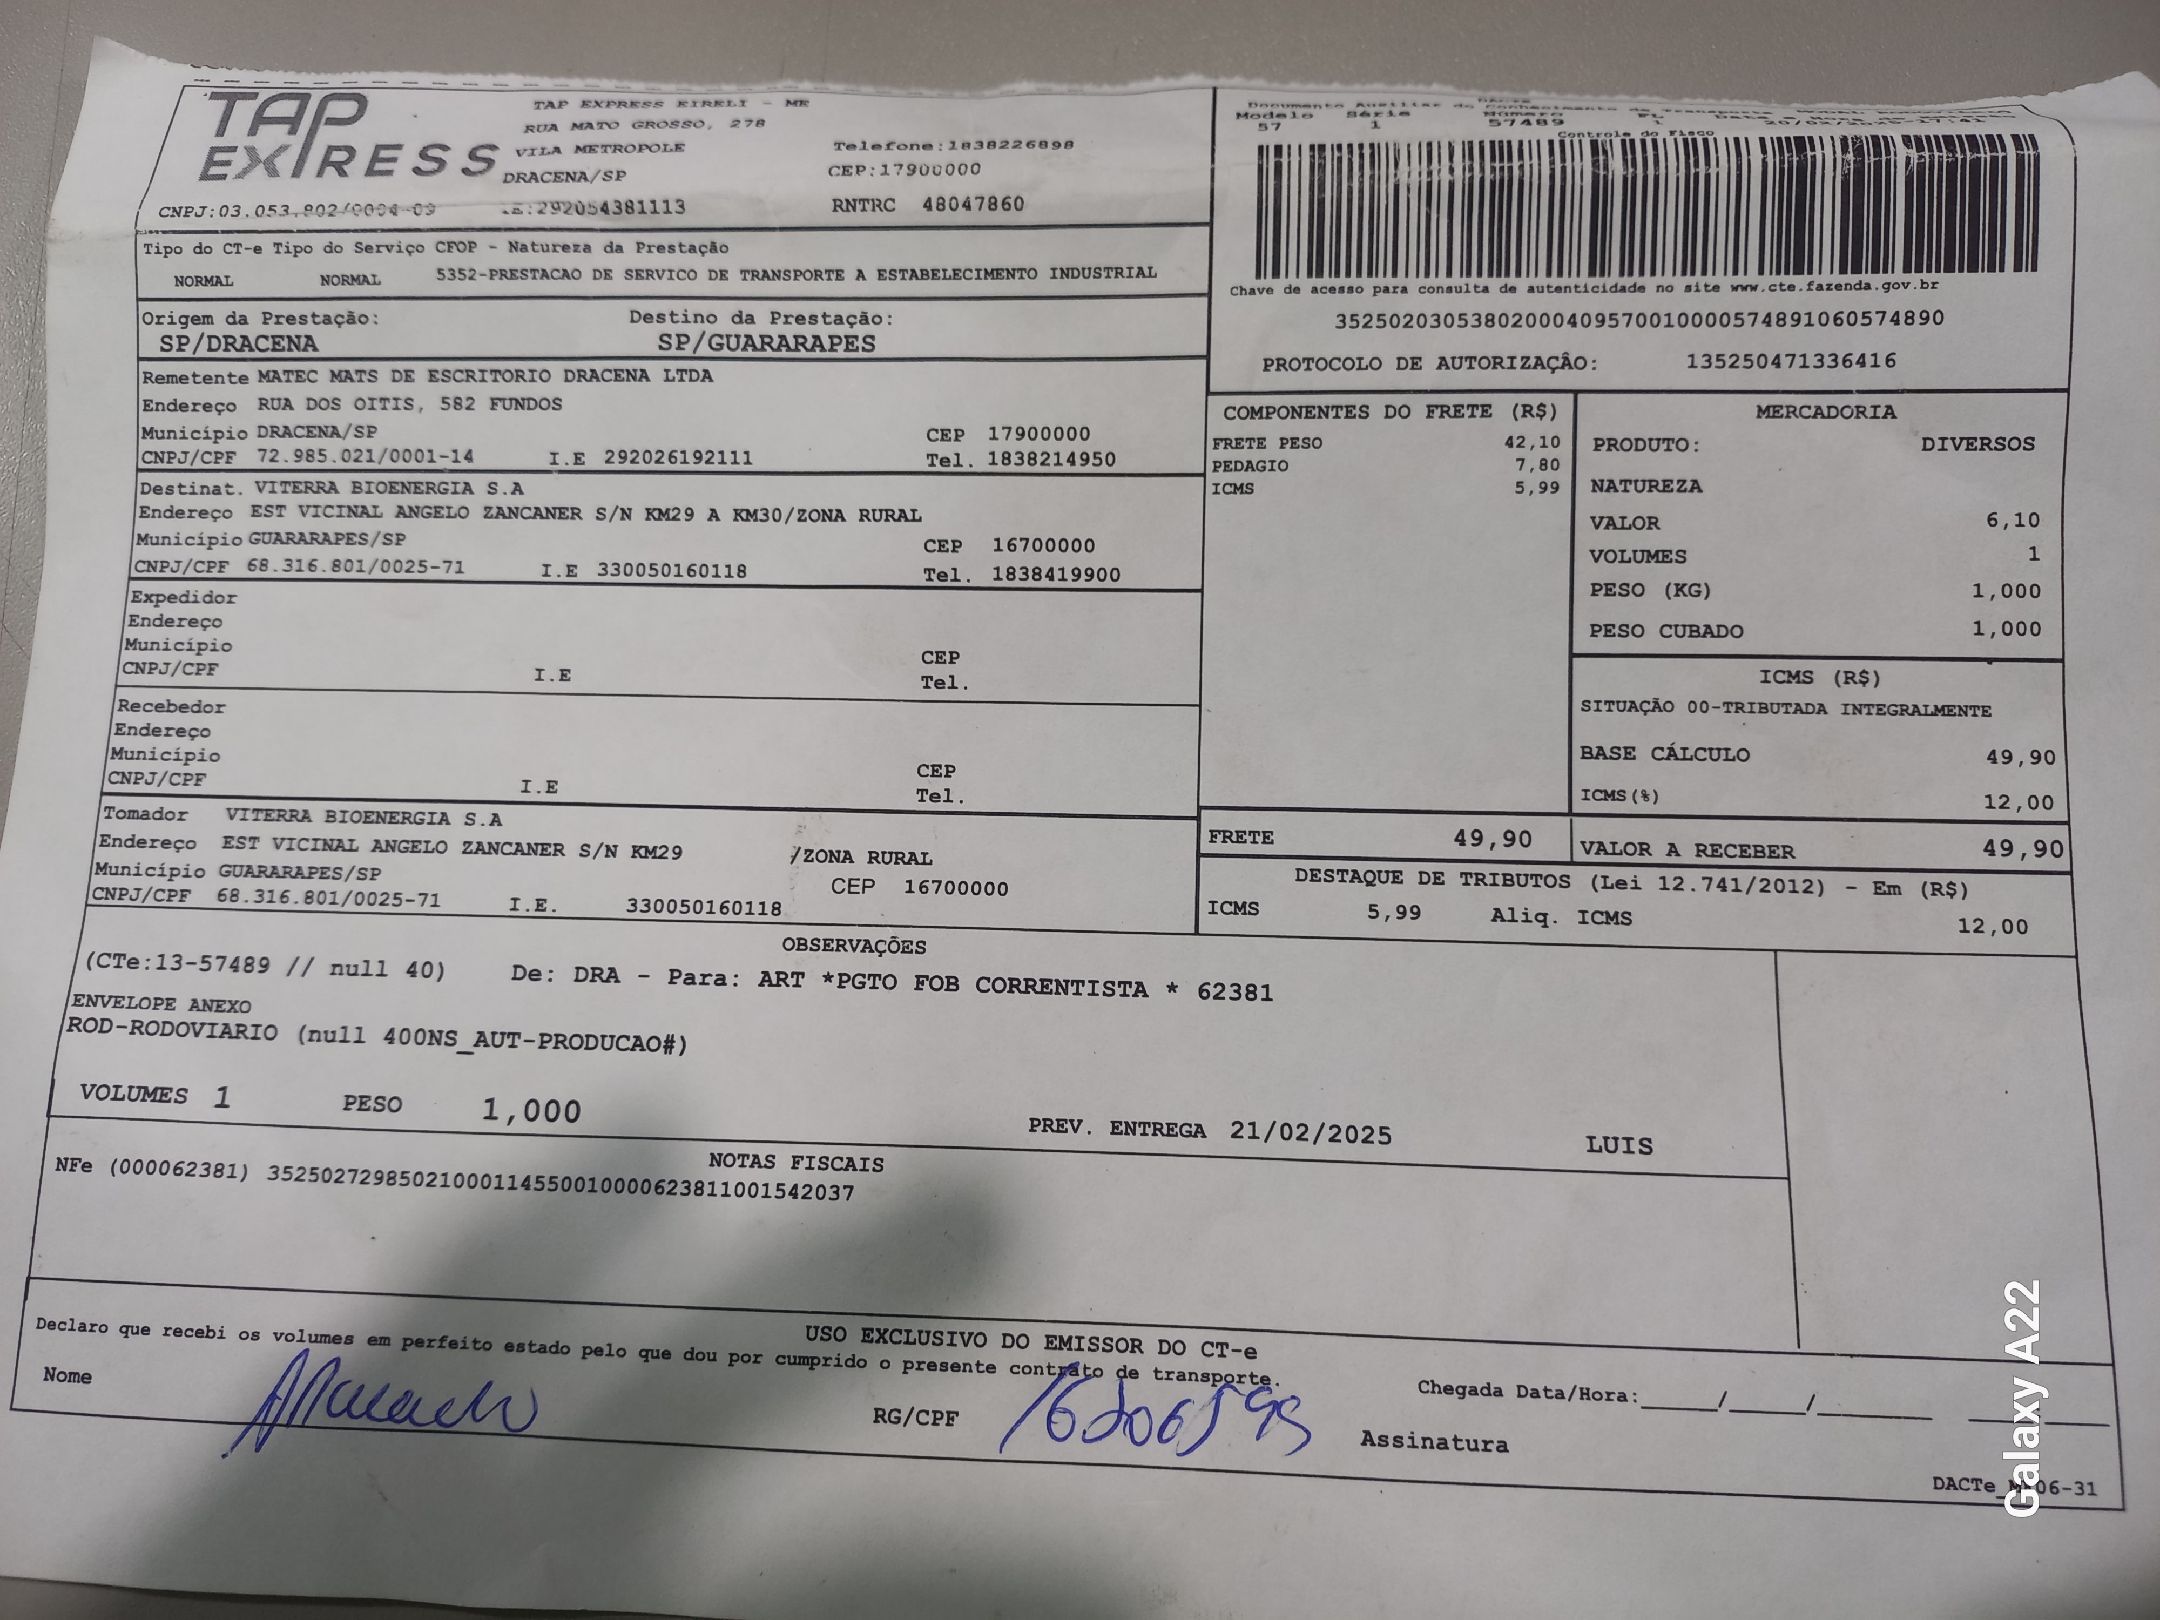 TAP EXPRESS
TAP EXPRESS EIRELI - ME
RUA MATO GROSSO, 278
VILA METROPOLE
Telefone:1838226898
DRACENA/SP
CEP:17900000
CNPJ:03.053.802/0004-09
I.E:292054381113
RNTRC 48047860
Modelo Série Número FL
57 1 57489 1
Controle do Fisco
Chave de acesso para consulta de autenticidade no site www.cte.fazenda.gov.br
35250203053802000409570010000574891060574890
PROTOCOLO DE AUTORIZAÇÂO: 135250471336416
Tipo do CT-e Tipo do Serviço CFOP - Natureza da Prestação
NORMAL NORMAL 5352-PRESTACAO DE SERVICO DE TRANSPORTE A ESTABELECIMENTO INDUSTRIAL
Origem da Prestação: Destino da Prestação:
SP/DRACENA SP/GUARARAPES
Remetente MATEC MATS DE ESCRITORIO DRACENA LTDA
Endereço RUA DOS OITIS, 582 FUNDOS
Município DRACENA/SP CEP 17900000
CNPJ/CPF 72.985.021/0001-14 I.E 292026192111 Tel. 1838214950
Destinat. VITERRA BIOENERGIA S.A
Endereço EST VICINAL ANGELO ZANCANER S/N KM29 A KM30/ZONA RURAL
Município GUARARAPES/SP CEP 16700000
CNPJ/CPF 68.316.801/0025-71 I.E 330050160118 Tel. 1838419900
Expedidor
Endereço
Município CEP
CNPJ/CPF I.E Tel.
Recebedor
Endereço
Município CEP
CNPJ/CPF I.E Tel.
Tomador VITERRA BIOENERGIA S.A
Endereço EST VICINAL ANGELO ZANCANER S/N KM29 /ZONA RURAL
Município GUARARAPES/SP CEP 16700000
CNPJ/CPF 68.316.801/0025-71 I.E. 330050160118
COMPONENTES DO FRETE (R$)
FRETE PESO 42,10
PEDAGIO 7,80
ICMS 5,99
MERCADORIA
PRODUTO: DIVERSOS
NATUREZA
VALOR 6,10
VOLUMES 1
PESO (KG) 1,000
PESO CUBADO 1,000
ICMS (R$)
SITUAÇÃO 00-TRIBUTADA INTEGRALMENTE
BASE CÁLCULO 49,90
ICMS(%) 12,00
FRETE 49,90 VALOR A RECEBER 49,90
DESTAQUE DE TRIBUTOS (Lei 12.741/2012) - Em (R$)
ICMS 5,99 Aliq. ICMS 12,00
OBSERVAÇÕES
(CTe:13-57489 // null 40) De: DRA - Para: ART *PGTO FOB CORRENTISTA * 62381
ENVELOPE ANEXO
ROD-RODOVIARIO (null 400NS_AUT-PRODUCAO#)
VOLUMES 1 PESO 1,000 PREV. ENTREGA 21/02/2025 LUIS
NOTAS FISCAIS
NFe (000062381) 35250272985021000114550010000623811001542037
USO EXCLUSIVO DO EMISSOR DO CT-e
Declaro que recebi os volumes em perfeito estado pelo que dou por cumprido o presente contrato de transporte.
Nome RG/CPF Assinatura
Chegada Data/Hora:_____/_____/_________
Galaxy A22